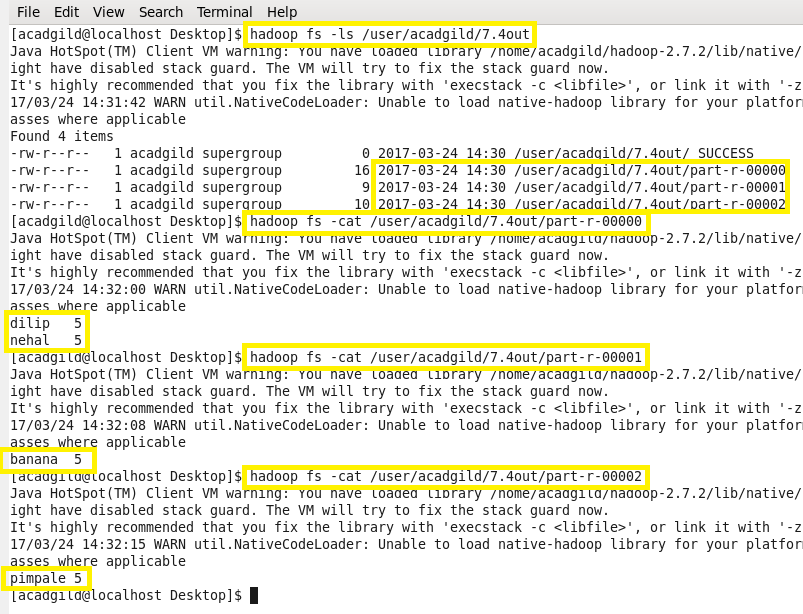 File Edit View Search Terminal Help
[acadgild@localhost Desktop]$ hadoop fs -ls /user/acadgild/7.4out
Java HotSpot(TM) Client VM warning: You have loaded library /home/acadgild/hadoop-2.7.2/lib/native/
ight have disabled stack guard. The VM will try to fix the stack guard now.
It's highly recommended that you fix the library with 'execstack -c <libfile>', or link it with '-z
17/03/24 14:31:42 WARN util.NativeCodeLoader: Unable to load native-hadoop library for your platfor
asses where applicable
Found 4 items
-rw-r--r--   1 acadgild supergroup          0 2017-03-24 14:30 /user/acadgild/7.4out/_SUCCESS
-rw-r--r--   1 acadgild supergroup         16 2017-03-24 14:30 /user/acadgild/7.4out/part-r-00000
-rw-r--r--   1 acadgild supergroup          9 2017-03-24 14:30 /user/acadgild/7.4out/part-r-00001
-rw-r--r--   1 acadgild supergroup         10 2017-03-24 14:30 /user/acadgild/7.4out/part-r-00002
[acadgild@localhost Desktop]$ hadoop fs -cat /user/acadgild/7.4out/part-r-00000
Java HotSpot(TM) Client VM warning: You have loaded library /home/acadgild/hadoop-2.7.2/lib/native/
ight have disabled stack guard. The VM will try to fix the stack guard now.
It's highly recommended that you fix the library with 'execstack -c <libfile>', or link it with '-z
17/03/24 14:32:00 WARN util.NativeCodeLoader: Unable to load native-hadoop library for your platfor
asses where applicable
dilip   5
nehal   5
[acadgild@localhost Desktop]$ hadoop fs -cat /user/acadgild/7.4out/part-r-00001
Java HotSpot(TM) Client VM warning: You have loaded library /home/acadgild/hadoop-2.7.2/lib/native/
ight have disabled stack guard. The VM will try to fix the stack guard now.
It's highly recommended that you fix the library with 'execstack -c <libfile>', or link it with '-z
17/03/24 14:32:08 WARN util.NativeCodeLoader: Unable to load native-hadoop library for your platfor
asses where applicable
banana  5
[acadgild@localhost Desktop]$ hadoop fs -cat /user/acadgild/7.4out/part-r-00002
Java HotSpot(TM) Client VM warning: You have loaded library /home/acadgild/hadoop-2.7.2/lib/native/
ight have disabled stack guard. The VM will try to fix the stack guard now.
It's highly recommended that you fix the library with 'execstack -c <libfile>', or link it with '-z
17/03/24 14:32:15 WARN util.NativeCodeLoader: Unable to load native-hadoop library for your platfor
asses where applicable
pimpale 5
[acadgild@localhost Desktop]$